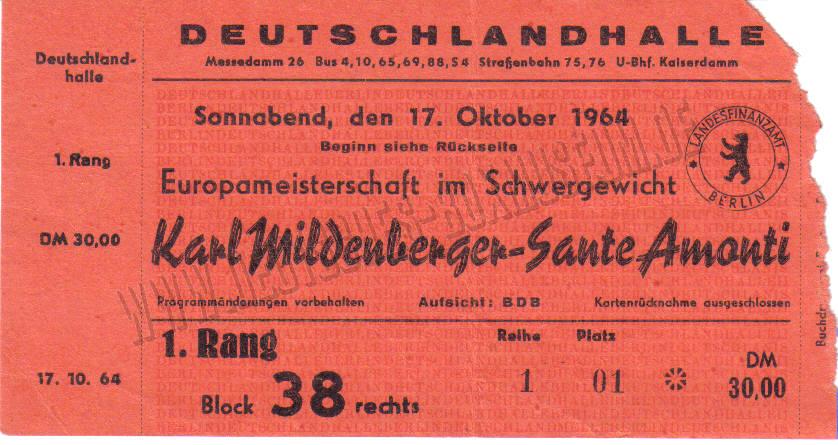 Deutschland-
halle
1. Rang
DM 30,00
17. 10. 64
DEUTSCHLANDHALLE
Messedamm 26 Bus 4,10,65,69,88,S4 Straßenbahn 75,76 U-Bhf. Kaiserdamm
Sonnabend, den 17. Oktober 1964
Beginn siehe Rückseite
LANDESFINANZAMT
BERLIN
Europameisterschaft im Schwergewicht
Karl Mildenberger-Sante Amonti
Programmänderungen vorbehalten Aufsicht: BDB Kartenrücknahme ausgeschlossen
1. Rang Reihe Platz
Block 38 rechts 1 01 DM 30,00
Buchdr